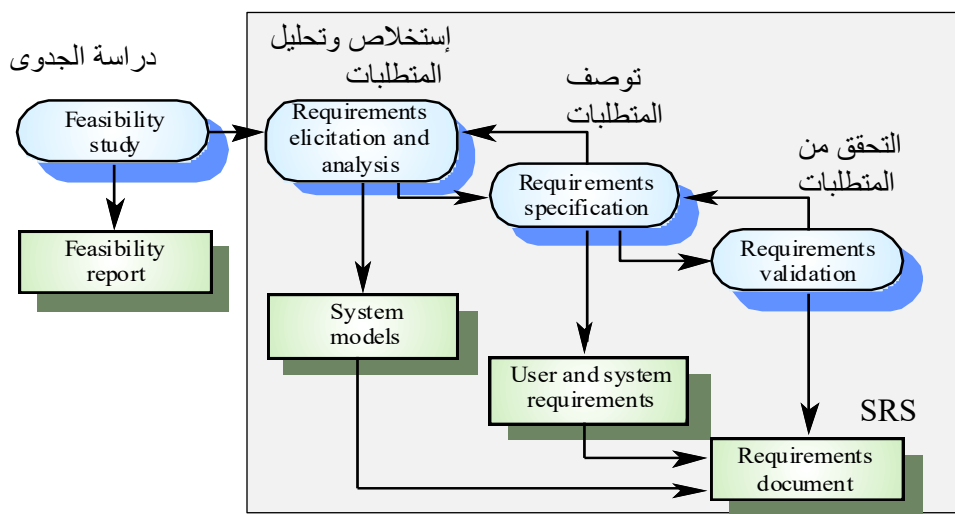 دراسة الجدوى
Feasibility
study
Feasibility
report
إستخلاص وتحليل
المتطلبات
Requirements
elicitation and
analysis
System
models
توصف
المتطلبات
Requirements
specification
User and system
requirements
التحقق من
المتطلبات
Requirements
validation
SRS
Requirements
document